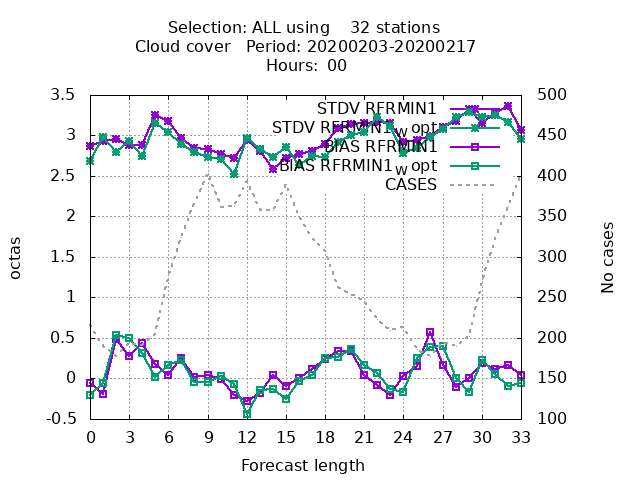 Selection: ALL using 32 stations
Cloud cover Period: 20200203-20200217
Hours: 00
STDV RFRMIN1
STDV RFRMIN1w opt
BIAS RFRMIN1
BIAS RFRMIN1w opt
CASES
3.5
3
2.5
2
1.5
1
0.5
0
-0.5
500
450
400
350
300
250
200
150
100
octas
No cases
0 3 6 9 12 15 18 21 24 27 30 33
Forecast length